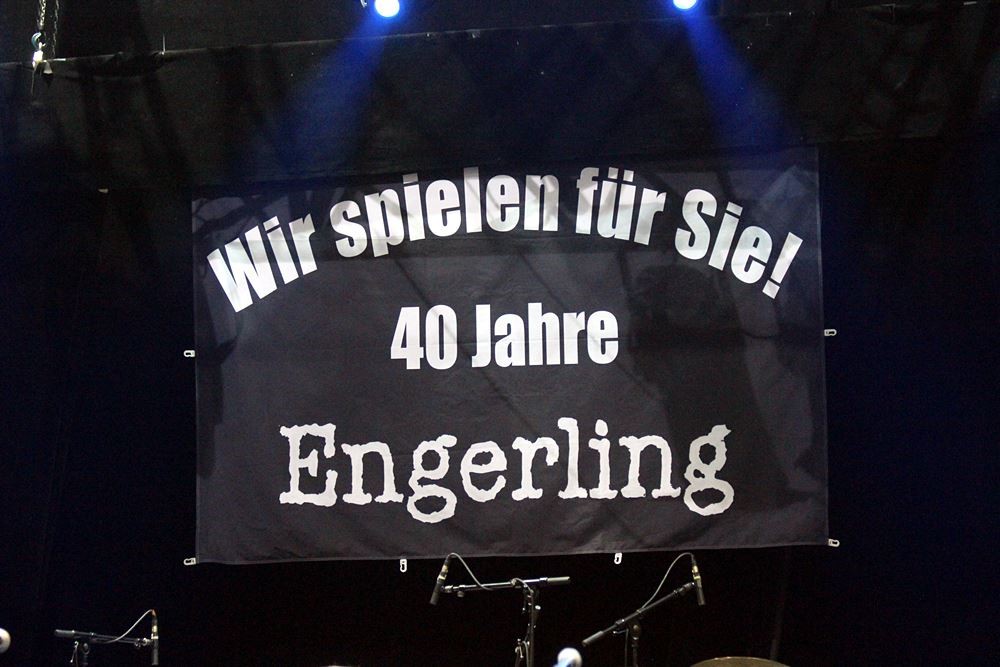 Wir spielen für Sie!
40 Jahre
Engerling